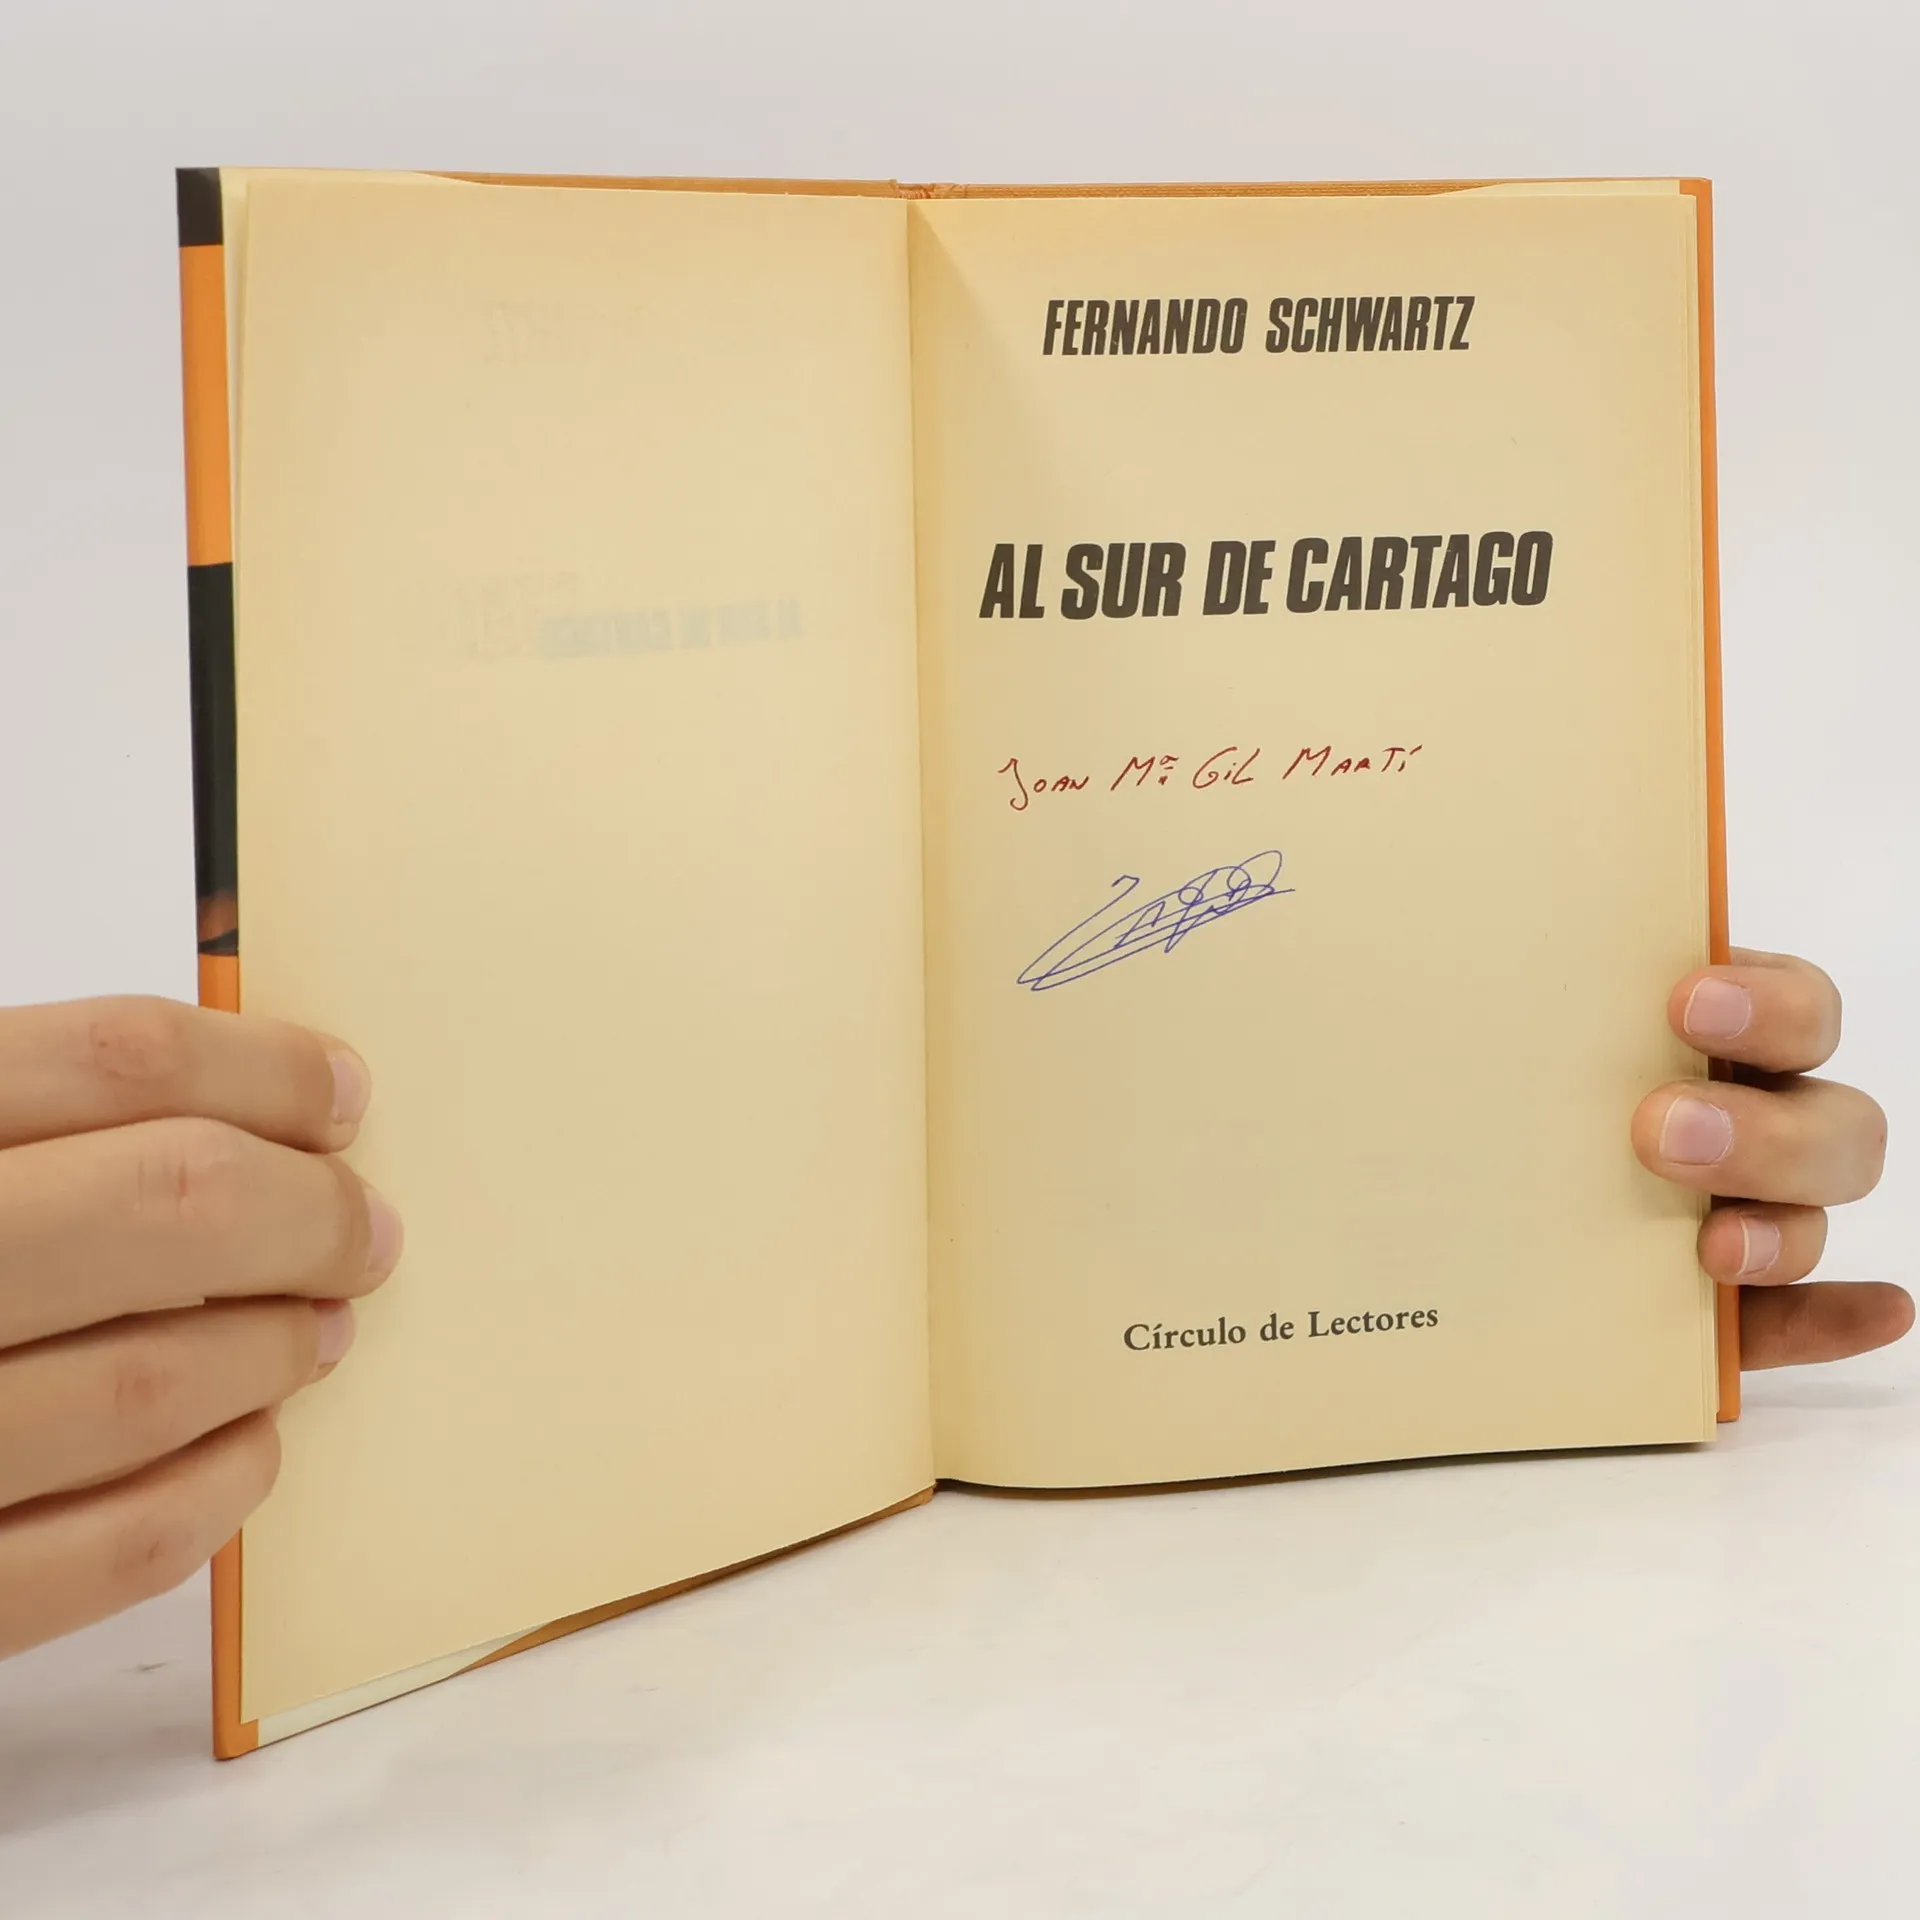 FERNANDO SCHWARTZ
AL SUR DE CARTAGO
JOAN Mª GIL MARTÍ
Círculo de Lectores